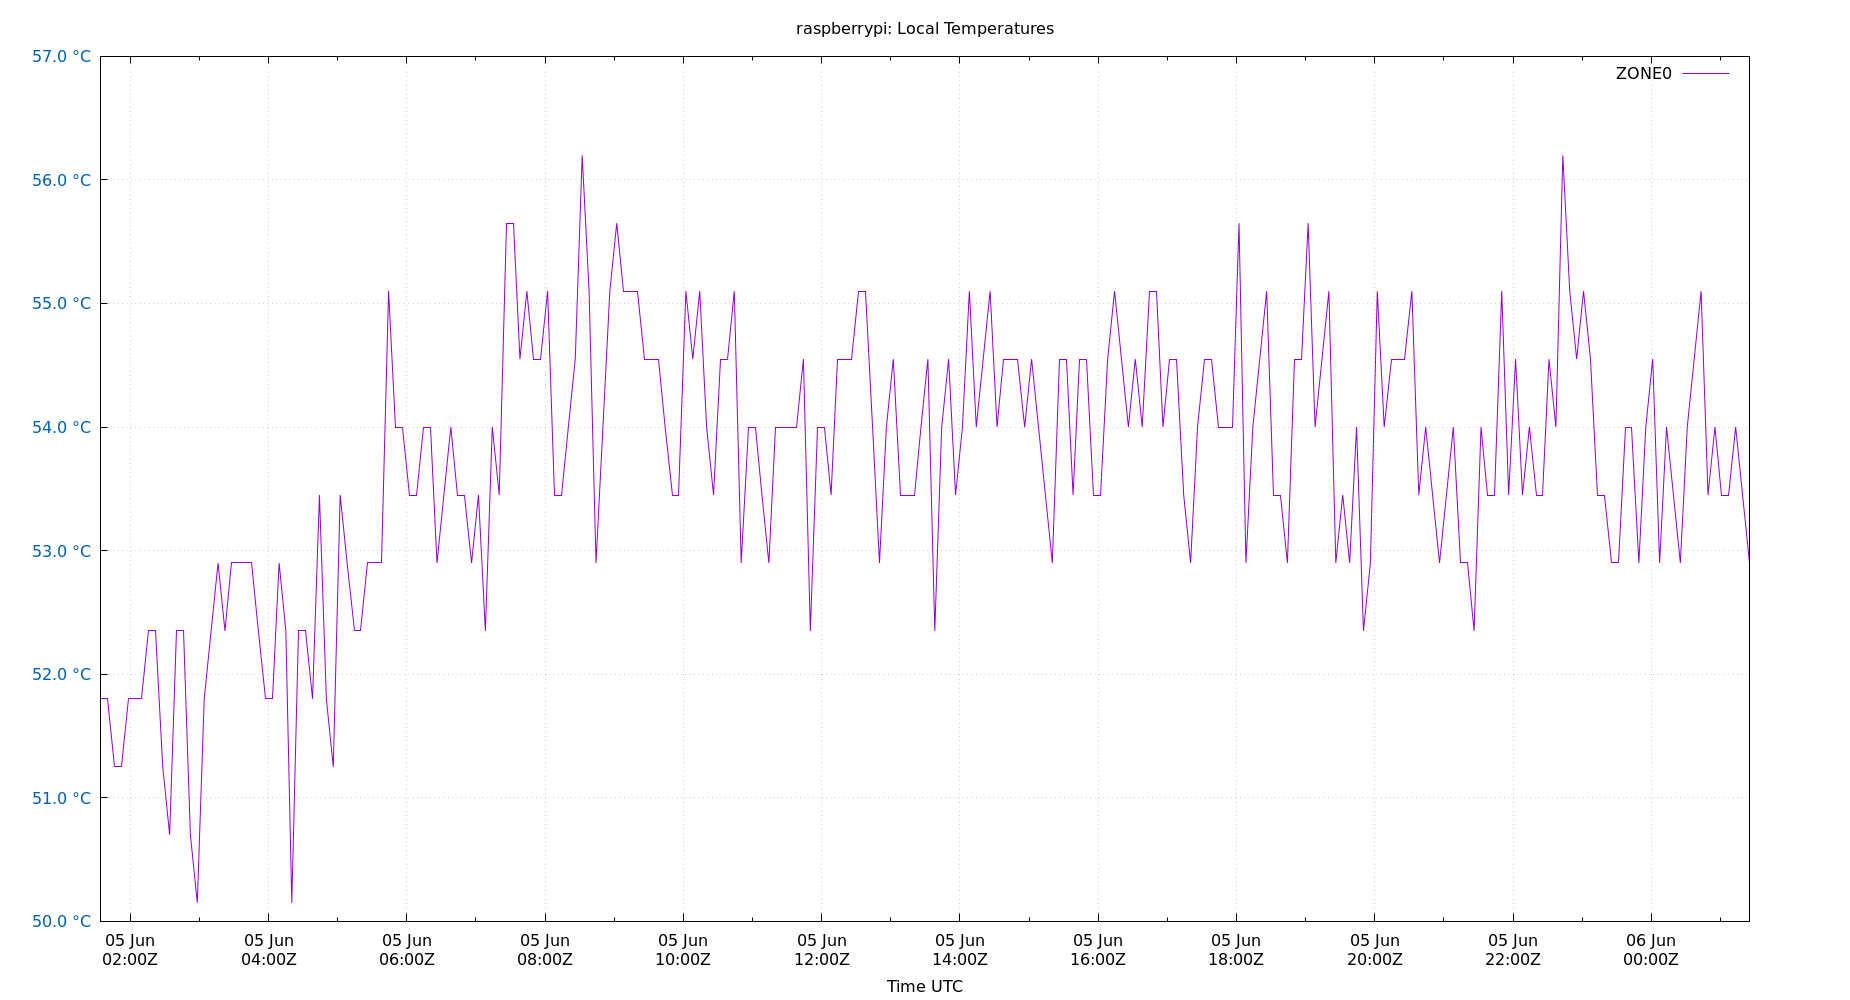 raspberrypi: Local Temperatures
57.0 °C
ZONE0
56.0 °C
55.0 °C
54.0 °C
53.0 °C
52.0 °C
51.0 °C
50.0 °C
05 Jun 05 Jun 05 Jun 05 Jun 05 Jun 05 Jun 05 Jun 05 Jun 05 Jun 05 Jun 05 Jun 06 Jun
02:00Z 04:00Z 06:00Z 08:00Z 10:00Z 12:00Z 14:00Z 16:00Z 18:00Z 20:00Z 22:00Z 00:00Z
Time UTC